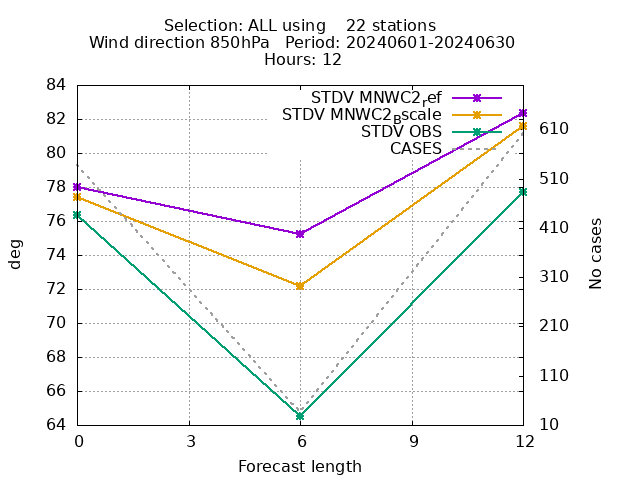 Selection: ALL using    22 stations
Wind direction 850hPa   Period: 20240601-20240630
Hours: 12
STDV MNWC2ref
STDV MNWC2Bscale
STDV OBS
CASES
84
82
80
78
76
74
72
70
68
66
64
610
510
410
310
210
110
10
deg
No cases
0 3 6 9 12
Forecast length